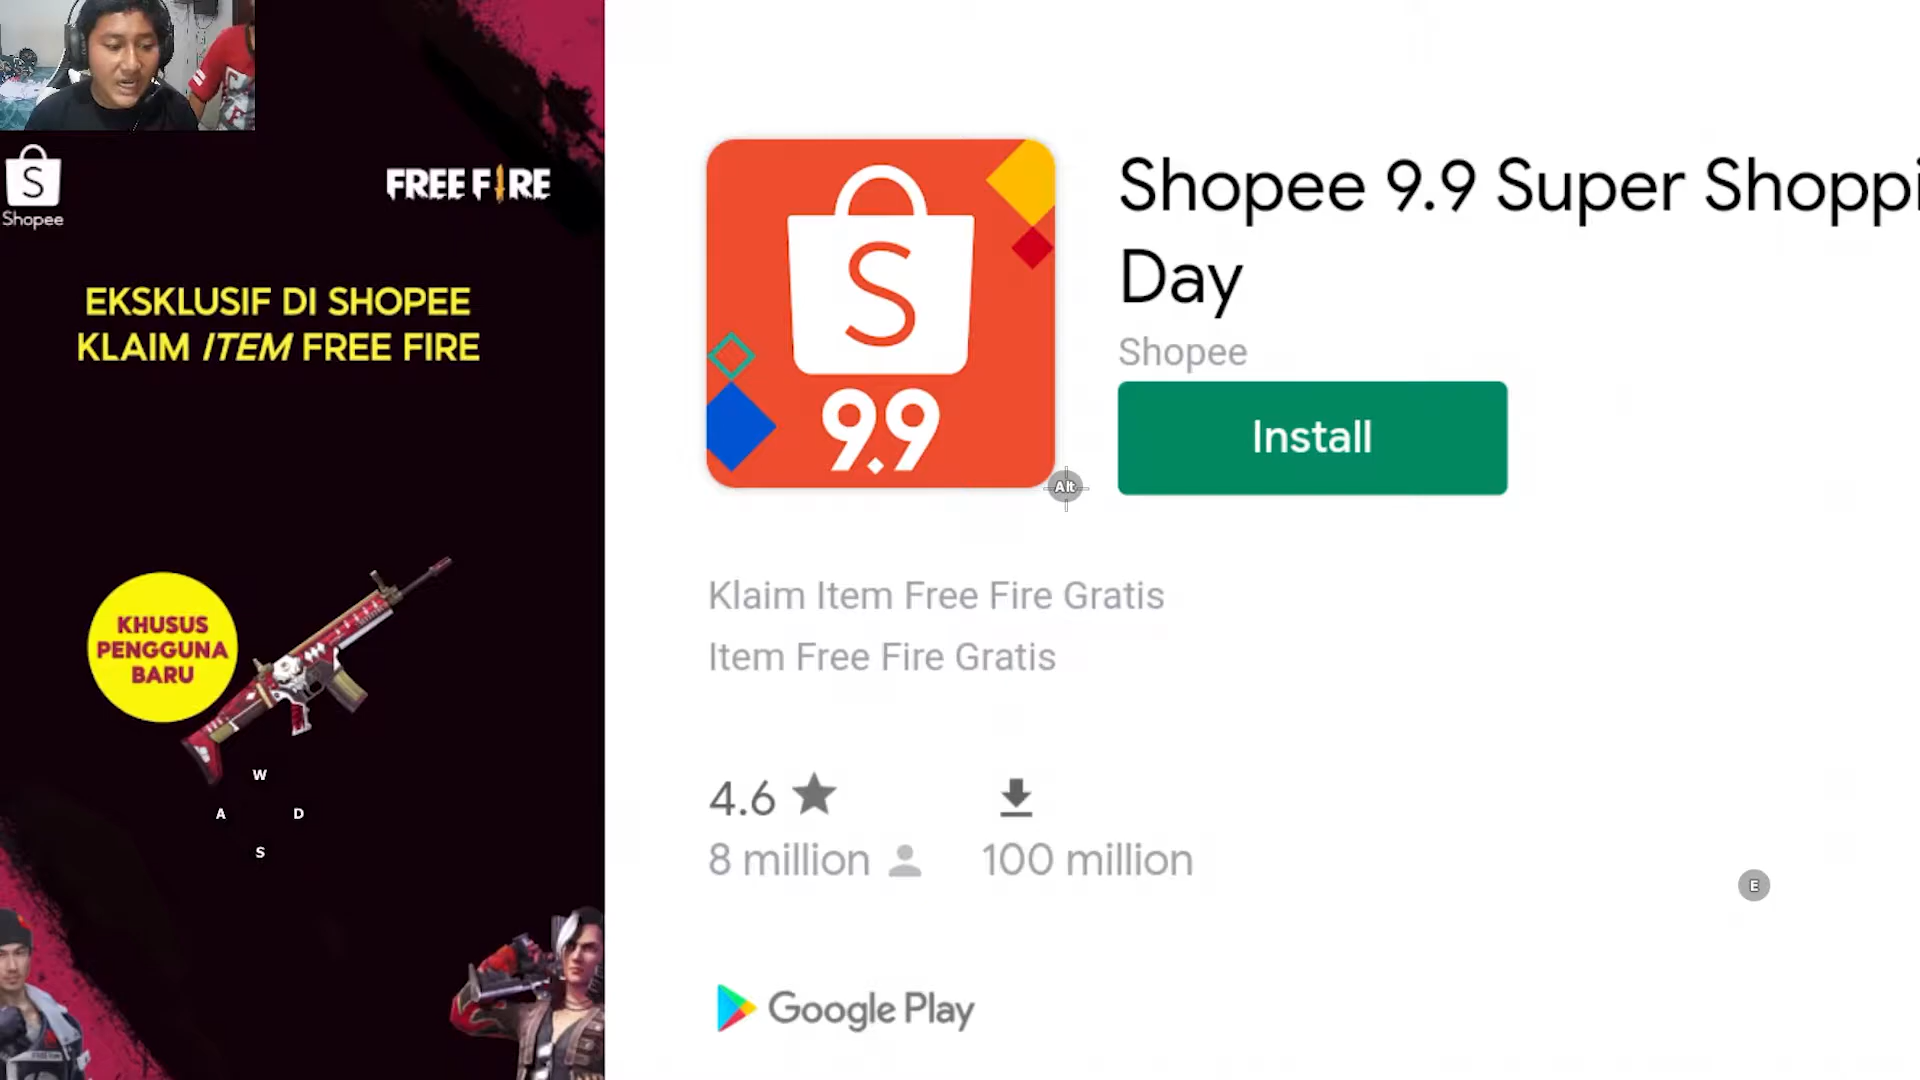 Shopee
FREE FIRE
EKSKLUSIF DI SHOPEE
KLAIM ITEM FREE FIRE
KHUSUS
PENGGUNA
BARU
W
A D
S
S
9.9
Shopee 9.9 Super Shoppi
Day
Shopee
Install
Alt
Klaim Item Free Fire Gratis
Item Free Fire Gratis
4.6
8 million
100 million
E
Google Play